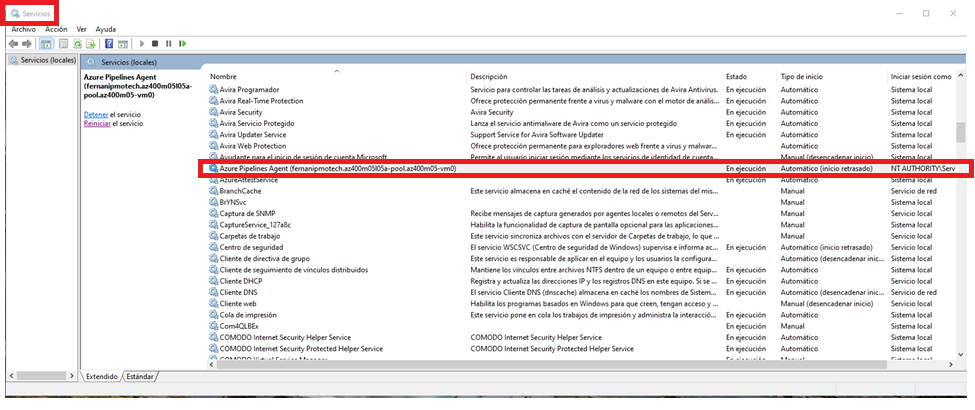 Servicios
Archivo Acción Ver Ayuda
Servicios (locales)
Servicios (locales)
Azure Pipelines Agent
(fernanipmotech.az400m05l05a-
pool.az400m05-vm0)
Detener el servicio
Reiniciar el servicio
Nombre Descripción Estado Tipo de inicio Iniciar sesión como
Avira Programador Servicio para controlar las tareas de análisis y actualizaciones de Avira Antivirus. En ejecución Automático Sistema local
Avira Real-Time Protection Ofrece protección permanente frente a virus y malware con el motor de anális... En ejecución Automático Sistema local
Avira Security Avira Security En ejecución Automático Sistema local
Avira Servicio Protegido Lanza el servicio antimalware de Avira como un servicio protegido En ejecución Automático Sistema local
Avira Updater Service Support Service for Avira Software Updater En ejecución Automático Sistema local
Avira Web Protection Ofrece protección permanente para exploradores web frente a virus y malwar... En ejecución Automático Sistema local
Ayudante para el inicio de sesión de cuenta Microsoft Permite al usuario iniciar sesión mediante los servicios de identidad de cuenta... Manual (desencadenar inicio) Sistema local
Azure Pipelines Agent (fernanipmotech.az400m05l05a-pool.az400m05-vm0) En ejecución Automático (inicio retrasado) NT AUTHORITY\Serv
AzureAttestService En ejecución Automático Sistema local
BranchCache Este servicio almacena en caché el contenido de la red de los sistemas del mis... Manual Servicio de red
BrYNSvc Manual Sistema local
Captura de SNMP Recibe mensajes de captura generados por agentes locales o remotos del Serv... Manual Servicio local
CaptureService_127a8c Habilita la funcionalidad de captura de pantalla opcional para las aplicaciones... Manual Sistema local
Carpetas de trabajo Este servicio sincroniza archivos con el servidor de Carpetas de trabajo, lo que ... Manual Servicio local
Centro de seguridad El servicio WSCSVC (Centro de seguridad de Windows) supervisa e informa ac... En ejecución Automático (inicio retrasado) Servicio local
Cliente de directiva de grupo Este servicio es responsable de aplicar en el equipo y los usuarios la configura... Automático (desencadenar inic... Sistema local
Cliente de seguimiento de vínculos distribuidos Mantiene los vínculos entre archivos NTFS dentro de un equipo o entre equip... En ejecución Automático Sistema local
Cliente DHCP Registra y actualiza las direcciones IP y los registros DNS en este equipo. Si se ... En ejecución Automático Servicio local
Cliente DNS El servicio Cliente DNS (dnscache) almacena en caché los nombres de Sistem... En ejecución Automático (desencadenar inic... Servicio de red
Cliente web Habilita los programas basados en Windows para que creen, tengan acceso y ... Manual (desencadenar inicio) Servicio local
Cola de impresión Este servicio pone en cola los trabajos de impresión y administra la interacció... En ejecución Automático Sistema local
Com4QLBEx Manual Sistema local
COMODO Internet Security Helper Service COMODO Internet Security Helper Service En ejecución Automático Sistema local
COMODO Internet Security Protected Helper Service COMODO Internet Security Protected Helper Service En ejecución Automático Sistema local
COMODO Virtual Service Manager COMODO Virtual Service Manager En ejecución Manual Sistema local
Extendido Estándar